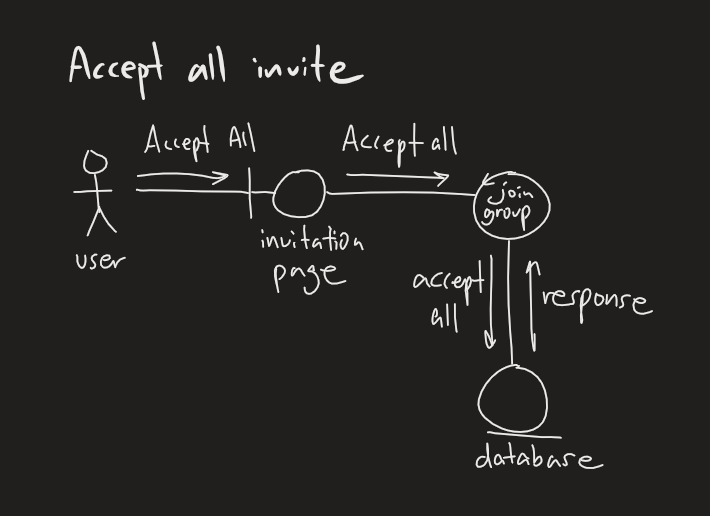 Accept all invite
Accept All
Accept all
join
group
user
invitation
page
accept
all
response
database